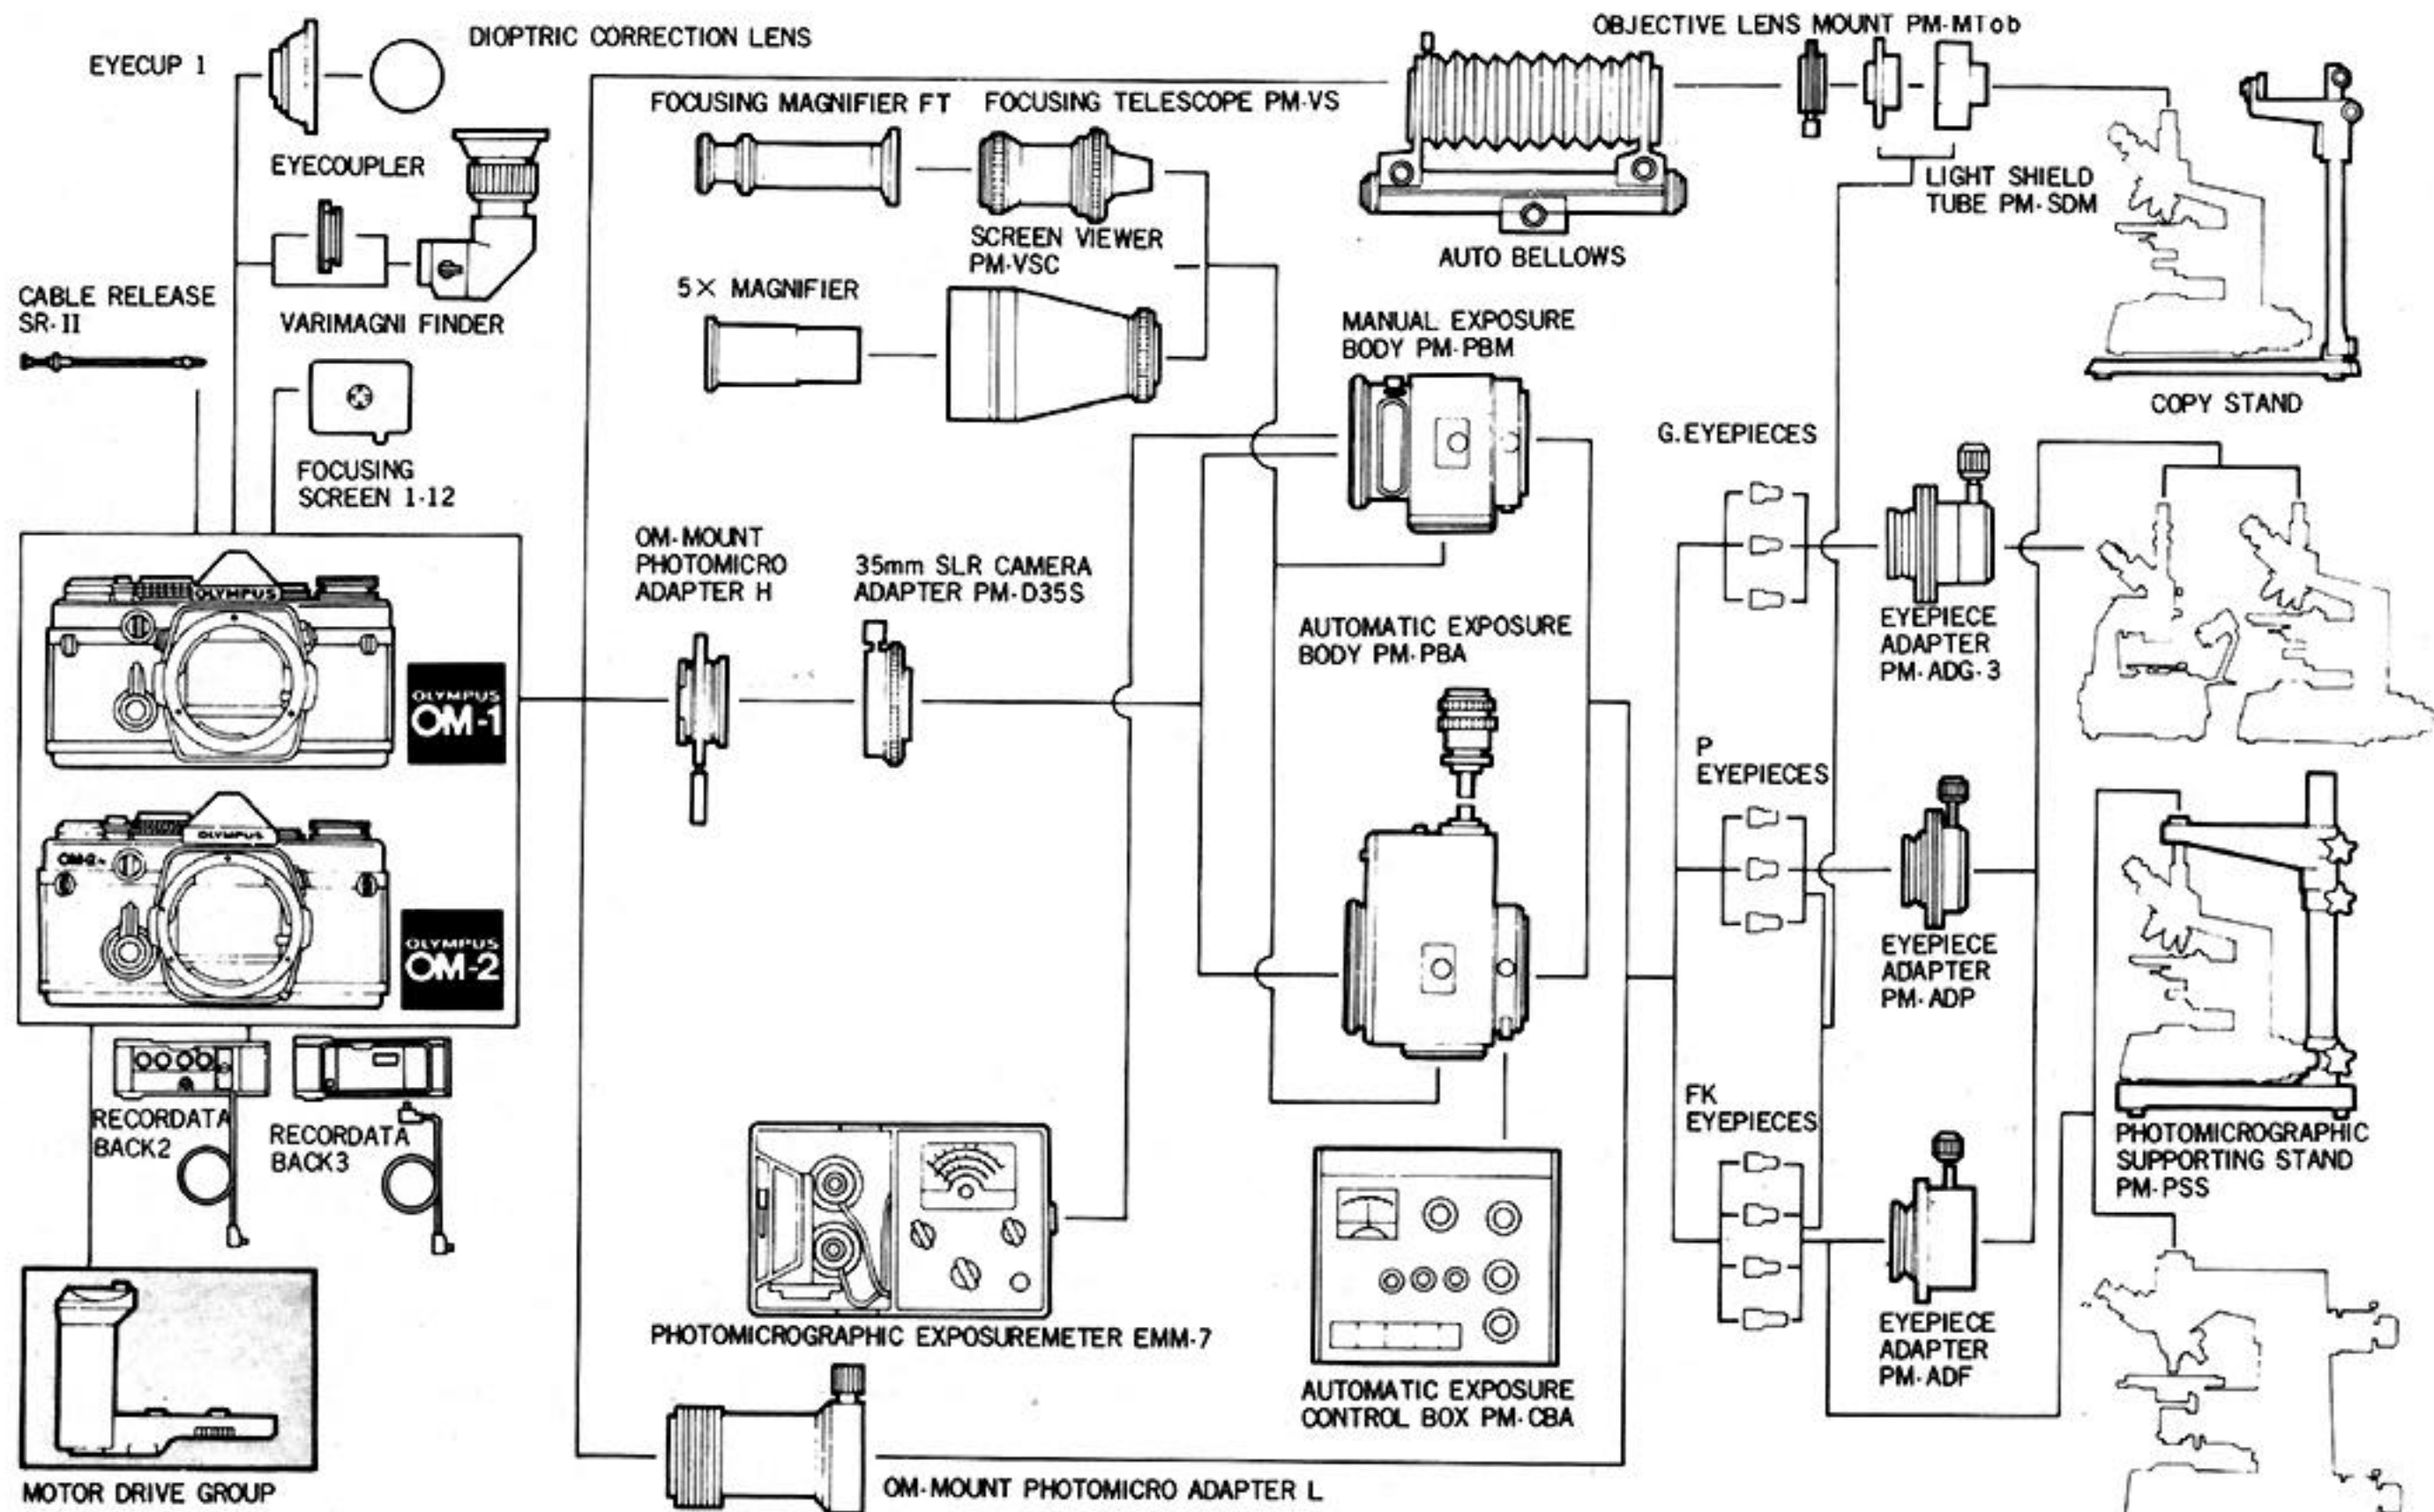 EYECUP 1
DIOPTRIC CORRECTION LENS
EYECOUPLER
VARIMAGNI FINDER
CABLE RELEASE
SR-II
FOCUSING
SCREEN 1-12
FOCUSING MAGNIFIER FT
FOCUSING TELESCOPE PM-VS
SCREEN VIEWER
PM-VSC
5× MAGNIFIER
AUTO BELLOWS
OBJECTIVE LENS MOUNT PM-MTob
LIGHT SHIELD
TUBE PM-SDM
COPY STAND
MANUAL EXPOSURE
BODY PM-PBM
G.EYEPIECES
OM-MOUNT
PHOTOMICRO
ADAPTER H
35mm SLR CAMERA
ADAPTER PM-D35S
AUTOMATIC EXPOSURE
BODY PM-PBA
EYEPIECE
ADAPTER
PM-ADG-3
OLYMPUS
OLYMPUS
OM-1
OLYMPUS
OM-2N
OLYMPUS
OM-2
P
EYEPIECES
EYEPIECE
ADAPTER
PM-ADP
RECORDATA
BACK2
RECORDATA
BACK3
FK
EYEPIECES
PHOTOMICROGRAPHIC
SUPPORTING STAND
PM-PSS
PHOTOMICROGRAPHIC EXPOSUREMETER EMM-7
EYEPIECE
ADAPTER
PM-ADF
AUTOMATIC EXPOSURE
CONTROL BOX PM-CBA
MOTOR DRIVE GROUP
OM-MOUNT PHOTOMICRO ADAPTER L